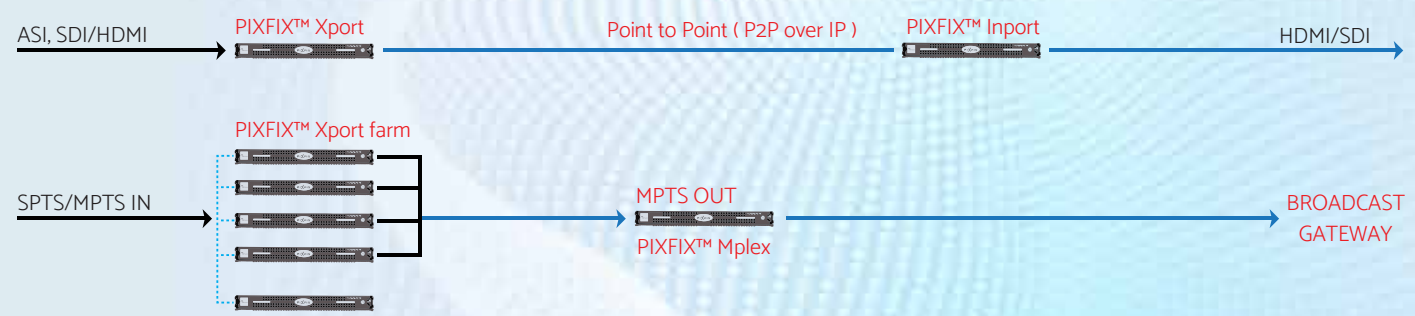 ASI, SDI/HDMI
PIXFIX™ Xport
Point to Point ( P2P over IP )
PIXFIX™ Inport
HDMI/SDI
PIXFIX™ Xport farm
SPTS/MPTS IN
MPTS OUT
PIXFIX™ Mplex
BROADCAST
GATEWAY